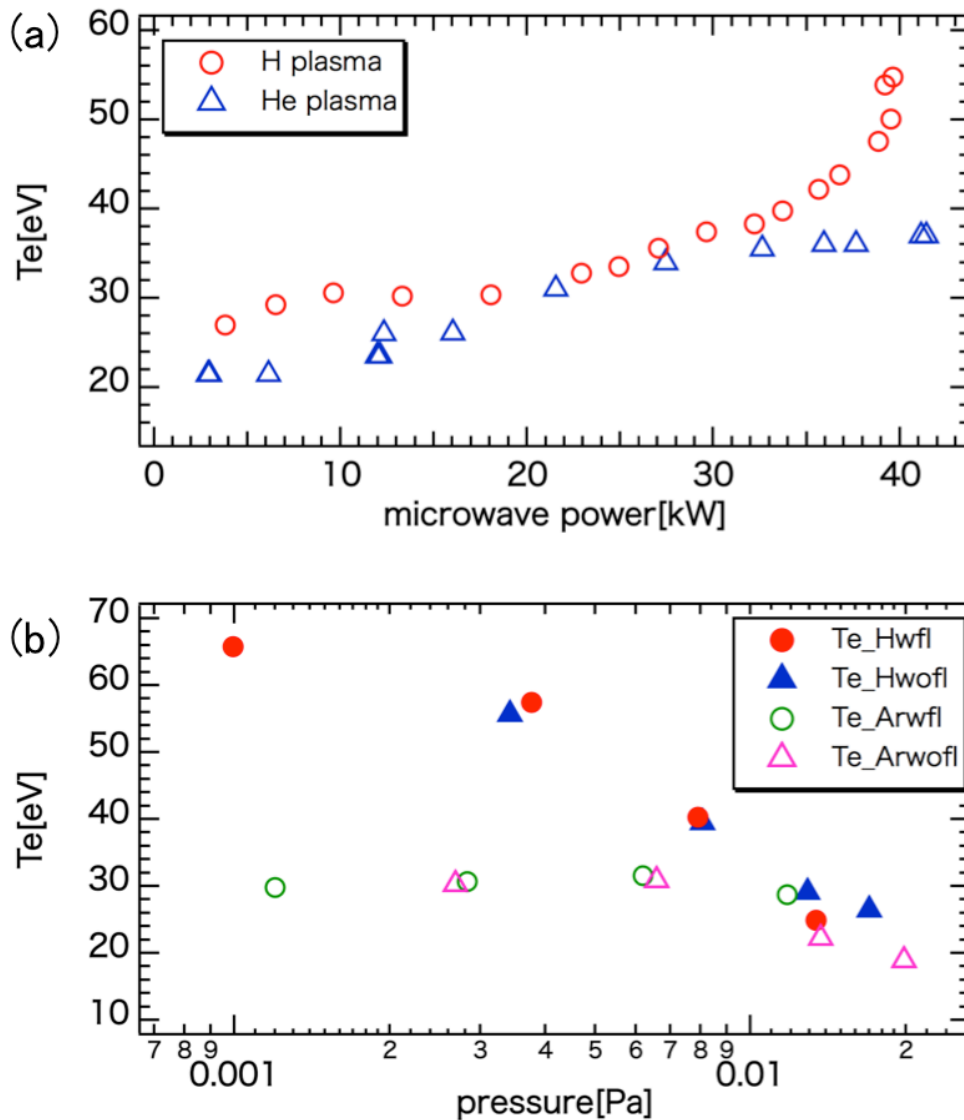 (a)
60
50
40
30
20
Te[eV]
H plasma
He plasma
0 10 20 30 40
microwave power[kW]
(b)
70
60
50
40
30
20
10
Te[eV]
Te_Hwfl
Te_Hwofl
Te_Arwfl
Te_Arwofl
7 8 9 2 3 4 5 6 7 8 9 2
0.001 0.01
pressure[Pa]